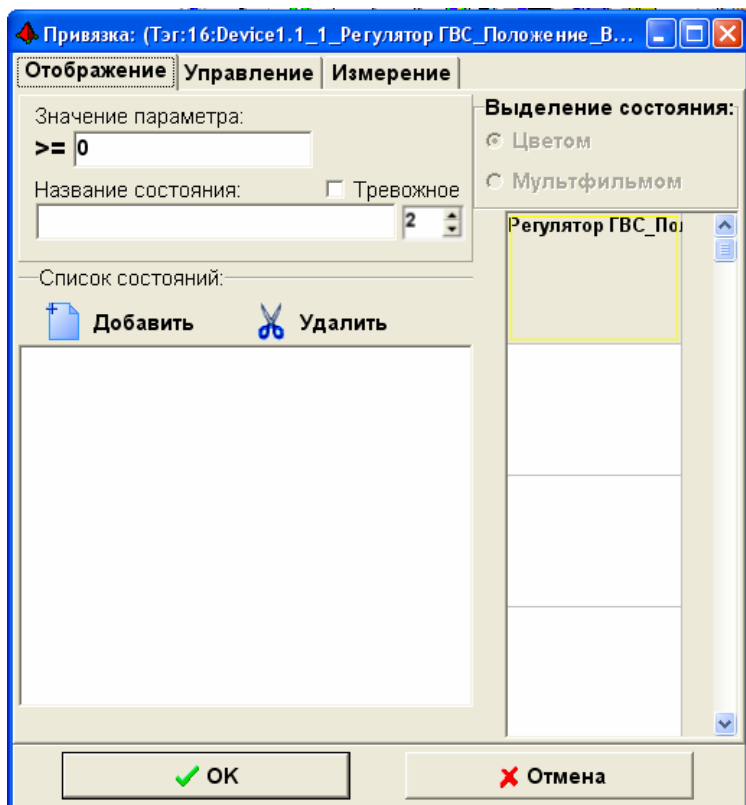 Привязка: (Тэг:16:Device1.1_1_Регулятор ГВС_Положение_В...
Отображение Управление Измерение
Значение параметра:
>= 0
Название состояния: Тревожное
2
Выделение состояния:
Цветом
Мультфильмом
Регулятор ГВС_По
Список состояний:
Добавить Удалить
OK Отмена